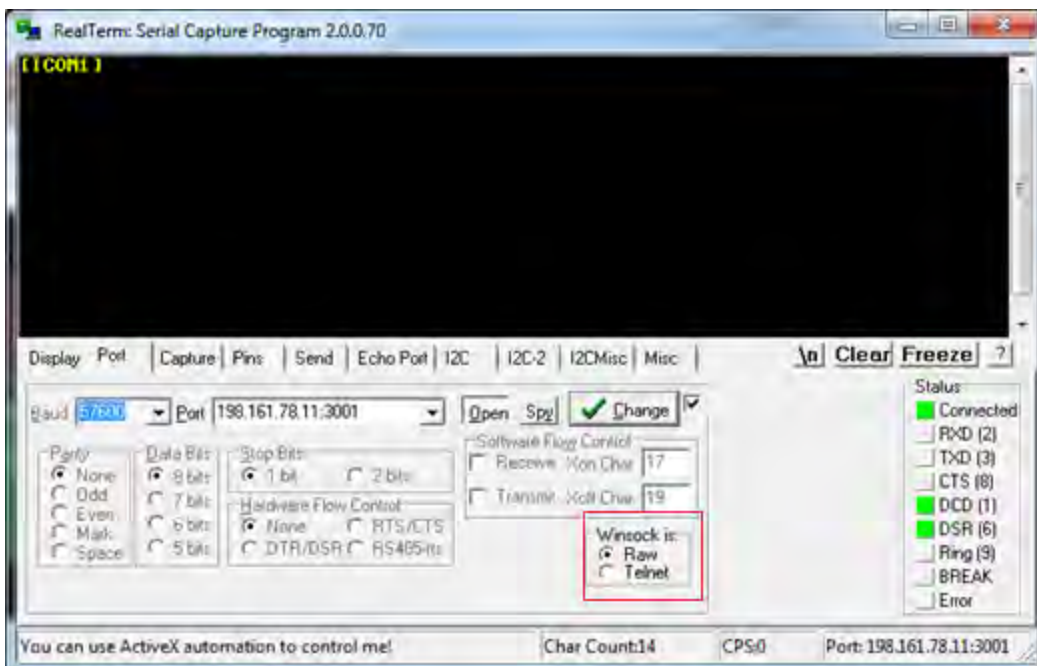 RealTerm: Serial Capture Program 2.0.0.70
[ICOM1]
Display Port Capture Pins Send Echo Port I2C I2C-2 I2CMisc Misc \n Clear Freeze ?
Baud 57600 Port 198.161.78.11:3001 Open Spy Change
Parity
None
Odd
Even
Mark
Space
Data Bits
8 bits
7 bits
6 bits
5 bits
Stop Bits
1 bit 2 bits
Hardware Flow Control
None RTS/CTS
DTR/DSR RS485-rts
Software Flow Control
Receive Xon Char 17
Transmit Xoff Char 19
Winsock is:
Raw
Telnet
Status
Connected
RXD (2)
TXD (3)
CTS (8)
DCD (1)
DSR (6)
Ring (9)
BREAK
Error
You can use ActiveX automation to control me! Char Count:14 CPS:0 Port: 198.161.78.11:3001